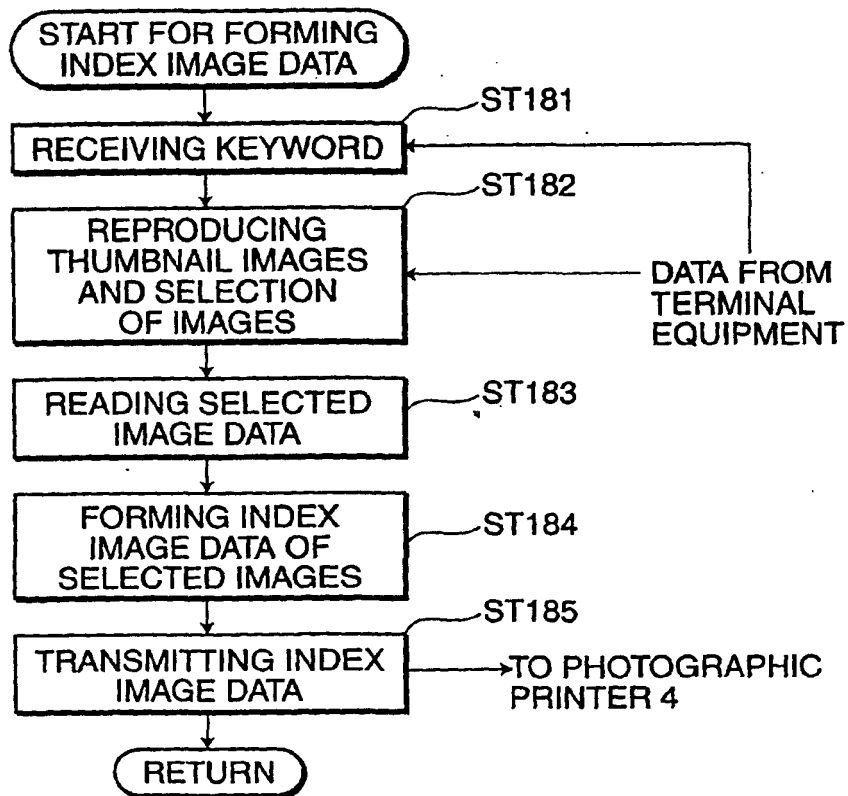 START FOR FORMING
INDEX IMAGE DATA
ST181
RECEIVING KEYWORD
ST182
REPRODUCING
THUMBNAIL IMAGES
AND SELECTION
OF IMAGES
DATA FROM
TERMINAL
EQUIPMENT
ST183
READING SELECTED
IMAGE DATA
ST184
FORMING INDEX
IMAGE DATA OF
SELECTED IMAGES
ST185
TRANSMITTING INDEX
IMAGE DATA
TO PHOTOGRAPHIC
PRINTER 4
RETURN